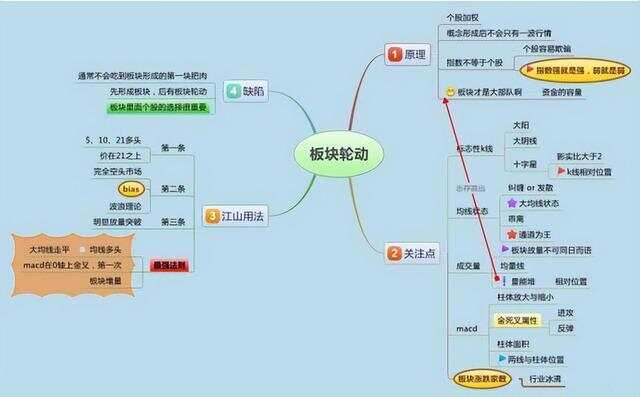 板块轮动
1 原理
个股加权
概念形成后不会只有一波行情
指数不等于个股
个股容易欺骗
指数强就是强，弱就是弱
板块才是大部队啊
资金的容量
2 关注点
标志性k线
大阳
大阴线
十字星
影实比大于2
k线相对位置
均线状态
纠缠 or 发散
大均线状态
乖离
通道为王
成交量
板块放量不可同日而语
均量线
量能堆
相对位置
macd
柱体放大与缩小
金死叉属性
进攻
反弹
柱体面积
两线与柱体位置
板块涨跌家数
行业冰流
3 江山用法
第一条
5、10、21多头
价在21之上
第二条
完全空头市场
bias
波浪理论
第三条
明显放量突破
最强法则
大均线走平
均线多头
macd在0轴上金叉，第一次
板块增量
4 缺陷
通常不会吃到板块形成的第一块肥肉
先形成板块，后有板块轮动
板块里面个股的选择很重要